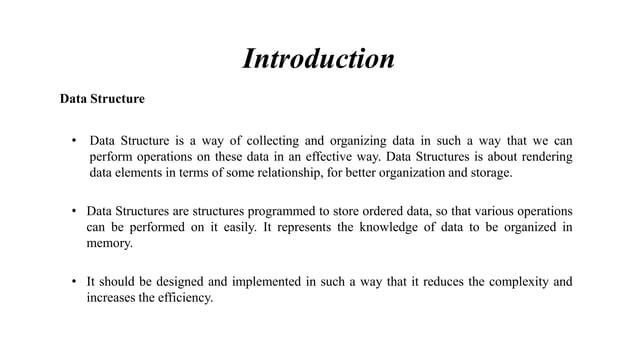 Introduction
Data Structure
• Data Structure is a way of collecting and organizing data in such a way that we can
perform operations on these data in an effective way. Data Structures is about rendering
data elements in terms of some relationship, for better organization and storage.
• Data Structures are structures programmed to store ordered data, so that various operations
can be performed on it easily. It represents the knowledge of data to be organized in
memory.
• It should be designed and implemented in such a way that it reduces the complexity and
increases the efficiency.